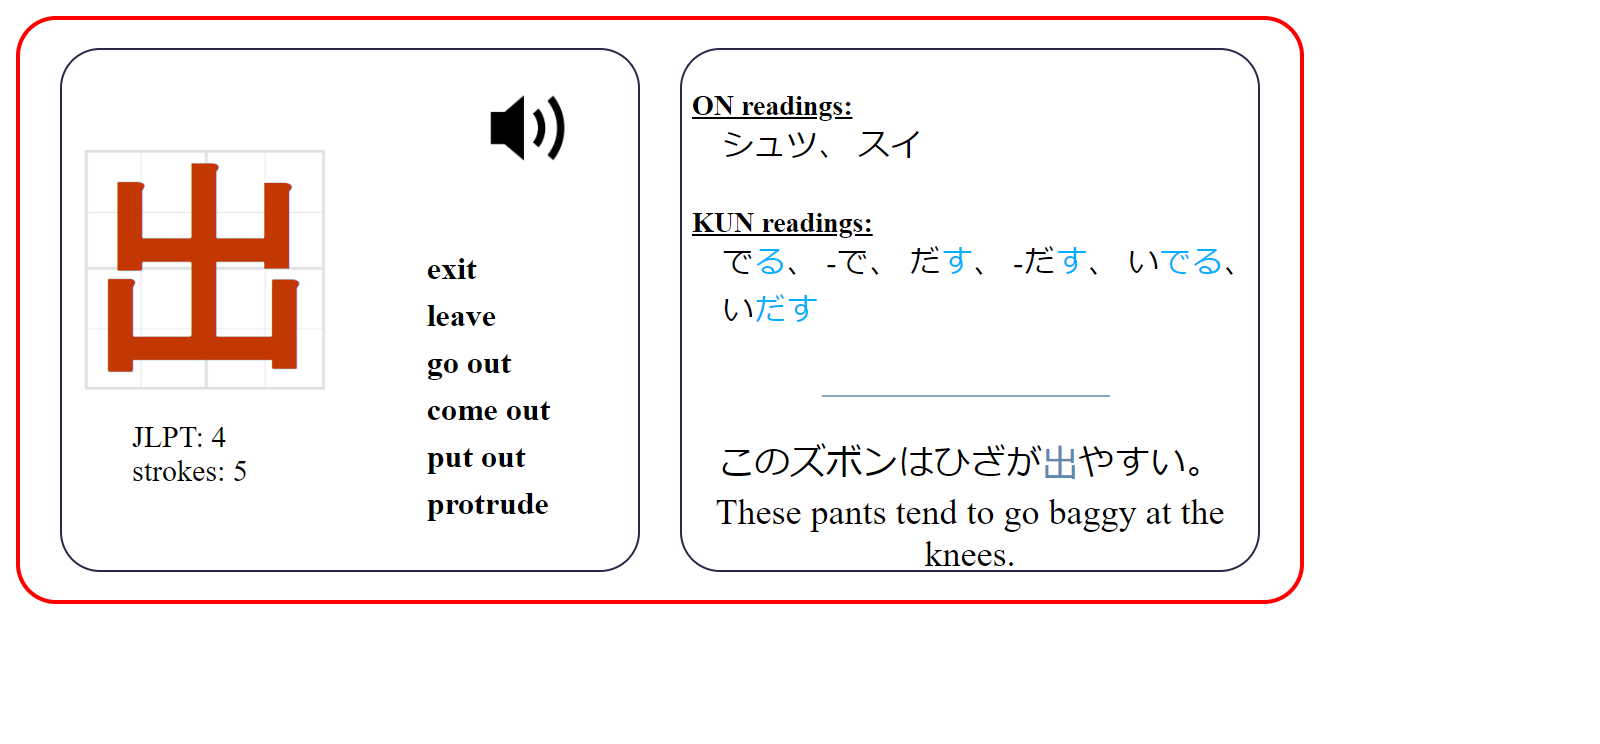 出
JLPT: 4
strokes: 5
exit
leave
go out
come out
put out
protrude
ON readings:
シュツ、 スイ
KUN readings:
でる、 -で、 だす、 -だす、 いでる、
いだす
このズボンはひざが出やすい。
These pants tend to go baggy at the
knees.